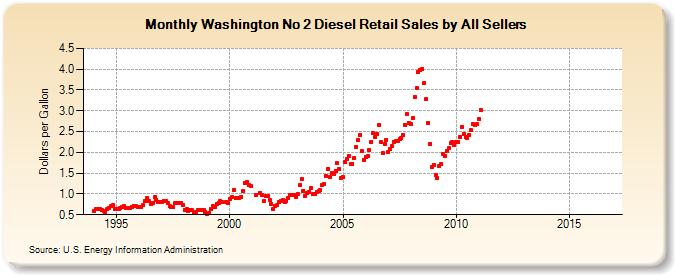 Monthly Washington No 2 Diesel Retail Sales by All Sellers
Dollars per Gallon
4.5
4.0
3.5
3.0
2.5
2.0
1.5
1.0
0.5
1995 2000 2005 2010 2015
Source: U.S. Energy Information Administration